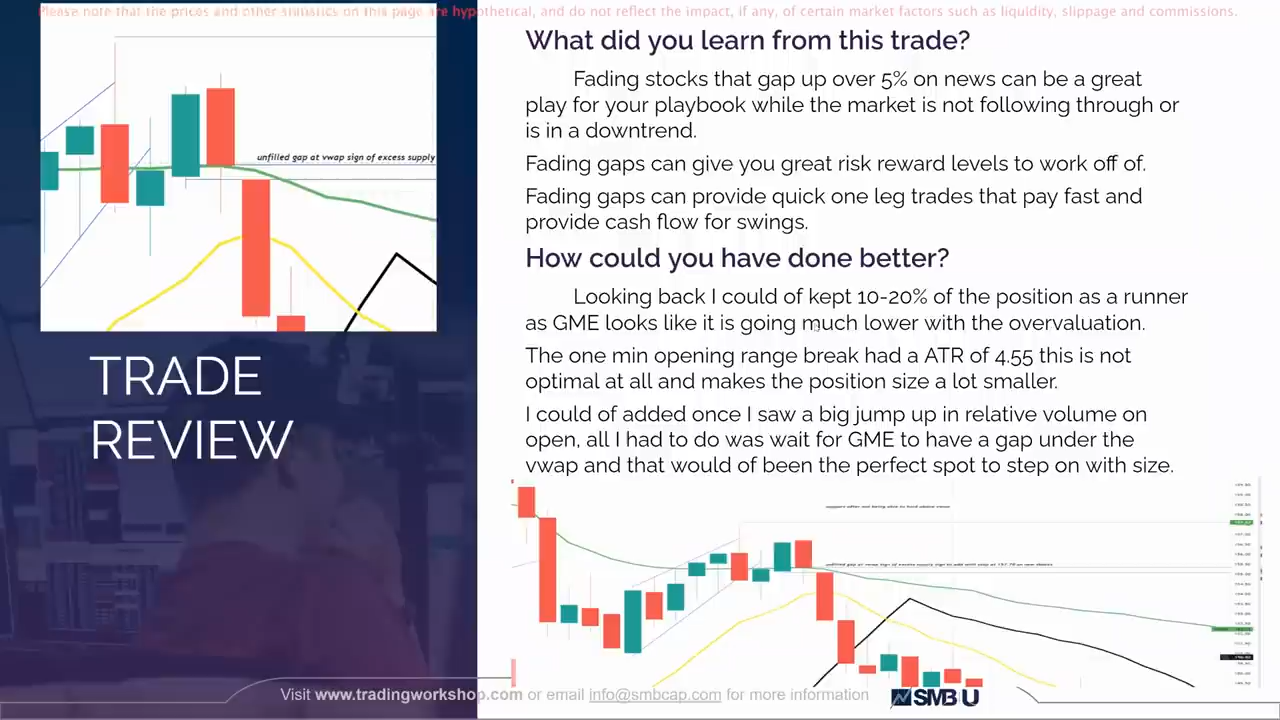 Please note that the prices and other statistics on this page are hypothetical, and do not reflect the impact, if any, of certain market factors such as liquidity, slippage and commissions.
unfilled gap at vwap sign of excess supply
TRADE
REVIEW
What did you learn from this trade?
Fading stocks that gap up over 5% on news can be a great
play for your playbook while the market is not following through or
is in a downtrend.
Fading gaps can give you great risk reward levels to work off of.
Fading gaps can provide quick one leg trades that pay fast and
provide cash flow for swings.
How could you have done better?
Looking back I could of kept 10-20% of the position as a runner
as GME looks like it is going much lower with the overvaluation.
The one min opening range break had a ATR of 4.55 this is not
optimal at all and makes the position size a lot smaller.
I could of added once I saw a big jump up in relative volume on
open, all I had to do was wait for GME to have a gap under the
vwap and that would of been the perfect spot to step on with size.
Visit www.tradingworkshop.com or email info@smbcap.com for more information
SMB U